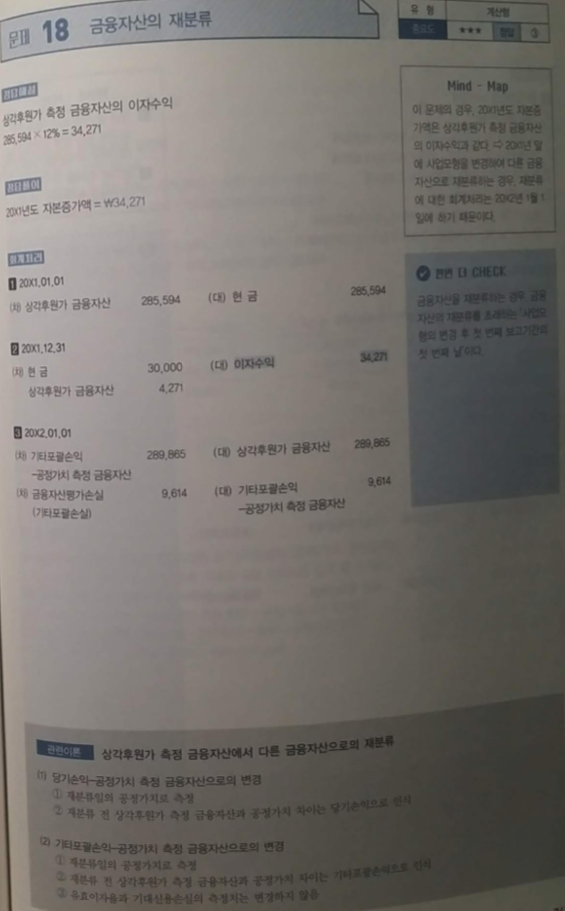 문제 18 금융자산의 재분류
유 형 계산형
중요도 ★★★ 정답 ③
정답해설
상각후원가 측정 금융자산의 이자수익
285,594 × 12% = 34,271
정답풀이
20X1년도 자본증가액 = ₩34,271
Mind - Map
이 문제의 경우, 20X1년도 자본증
가액은 상각후원가 측정 금융자산
의 이자수익과 같다. ⇨ 20X1년 말
에 사업모형을 변경하여 다른 금융
자산으로 재분류하는 경우, 재분류
에 대한 회계처리는 20X2년 1월 1
일에 하기 때문이다.
한번 더 CHECK
금융자산을 재분류하는 경우, 금융
자산의 재분류를 초래하는 '사업모
형의 변경 후 첫 번째 보고기간의
첫 번째 날'이다.
회계처리
1 20X1.01.01
(차) 상각후원가 금융자산 285,594 (대) 현 금 285,594
2 20X1.12.31
(차) 현 금 30,000 (대) 이자수익 34,271
상각후원가 금융자산 4,271
3 20X2.01.01
(차) 기타포괄손익 289,865 (대) 상각후원가 금융자산 289,865
-공정가치 측정 금융자산
(차) 금융자산평가손실 9,614 (대) 기타포괄손익 9,614
(기타포괄손실) -공정가치 측정 금융자산
관련이론 상각후원가 측정 금융자산에서 다른 금융자산으로의 재분류
(1) 당기손익-공정가치 측정 금융자산으로의 변경
① 재분류일의 공정가치로 측정
② 재분류 전 상각후원가 측정 금융자산과 공정가치 차이는 당기손익으로 인식
(2) 기타포괄손익-공정가치 측정 금융자산으로의 변경
① 재분류일의 공정가치로 측정
② 재분류 전 상각후원가 측정 금융자산과 공정가치 차이는 기타포괄손익으로 인식
③ 유효이자율과 기대신용손실의 측정치는 변경하지 않음